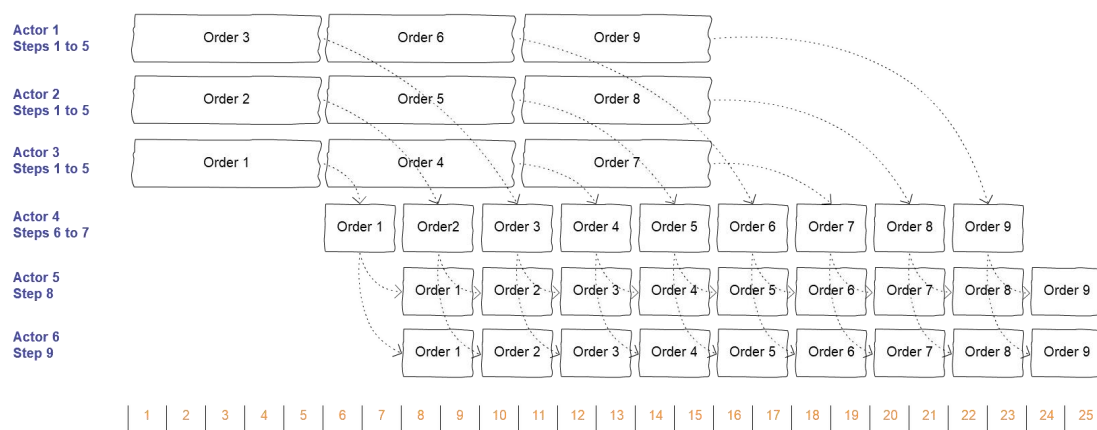 Actor 1
Steps 1 to 5
Order 3
Order 6
Order 9
Actor 2
Steps 1 to 5
Order 2
Order 5
Order 8
Actor 3
Steps 1 to 5
Order 1
Order 4
Order 7
Actor 4
Steps 6 to 7
Order 1
Order2
Order 3
Order 4
Order 5
Order 6
Order 7
Order 8
Order 9
Actor 5
Step 8
Order 1
Order 2
Order 3
Order 4
Order 5
Order 6
Order 7
Order 8
Order 9
Actor 6
Step 9
Order 1
Order 2
Order 3
Order 4
Order 5
Order 6
Order 7
Order 8
Order 9
1 2 3 4 5 6 7 8 9 10 11 12 13 14 15 16 17 18 19 20 21 22 23 24 25